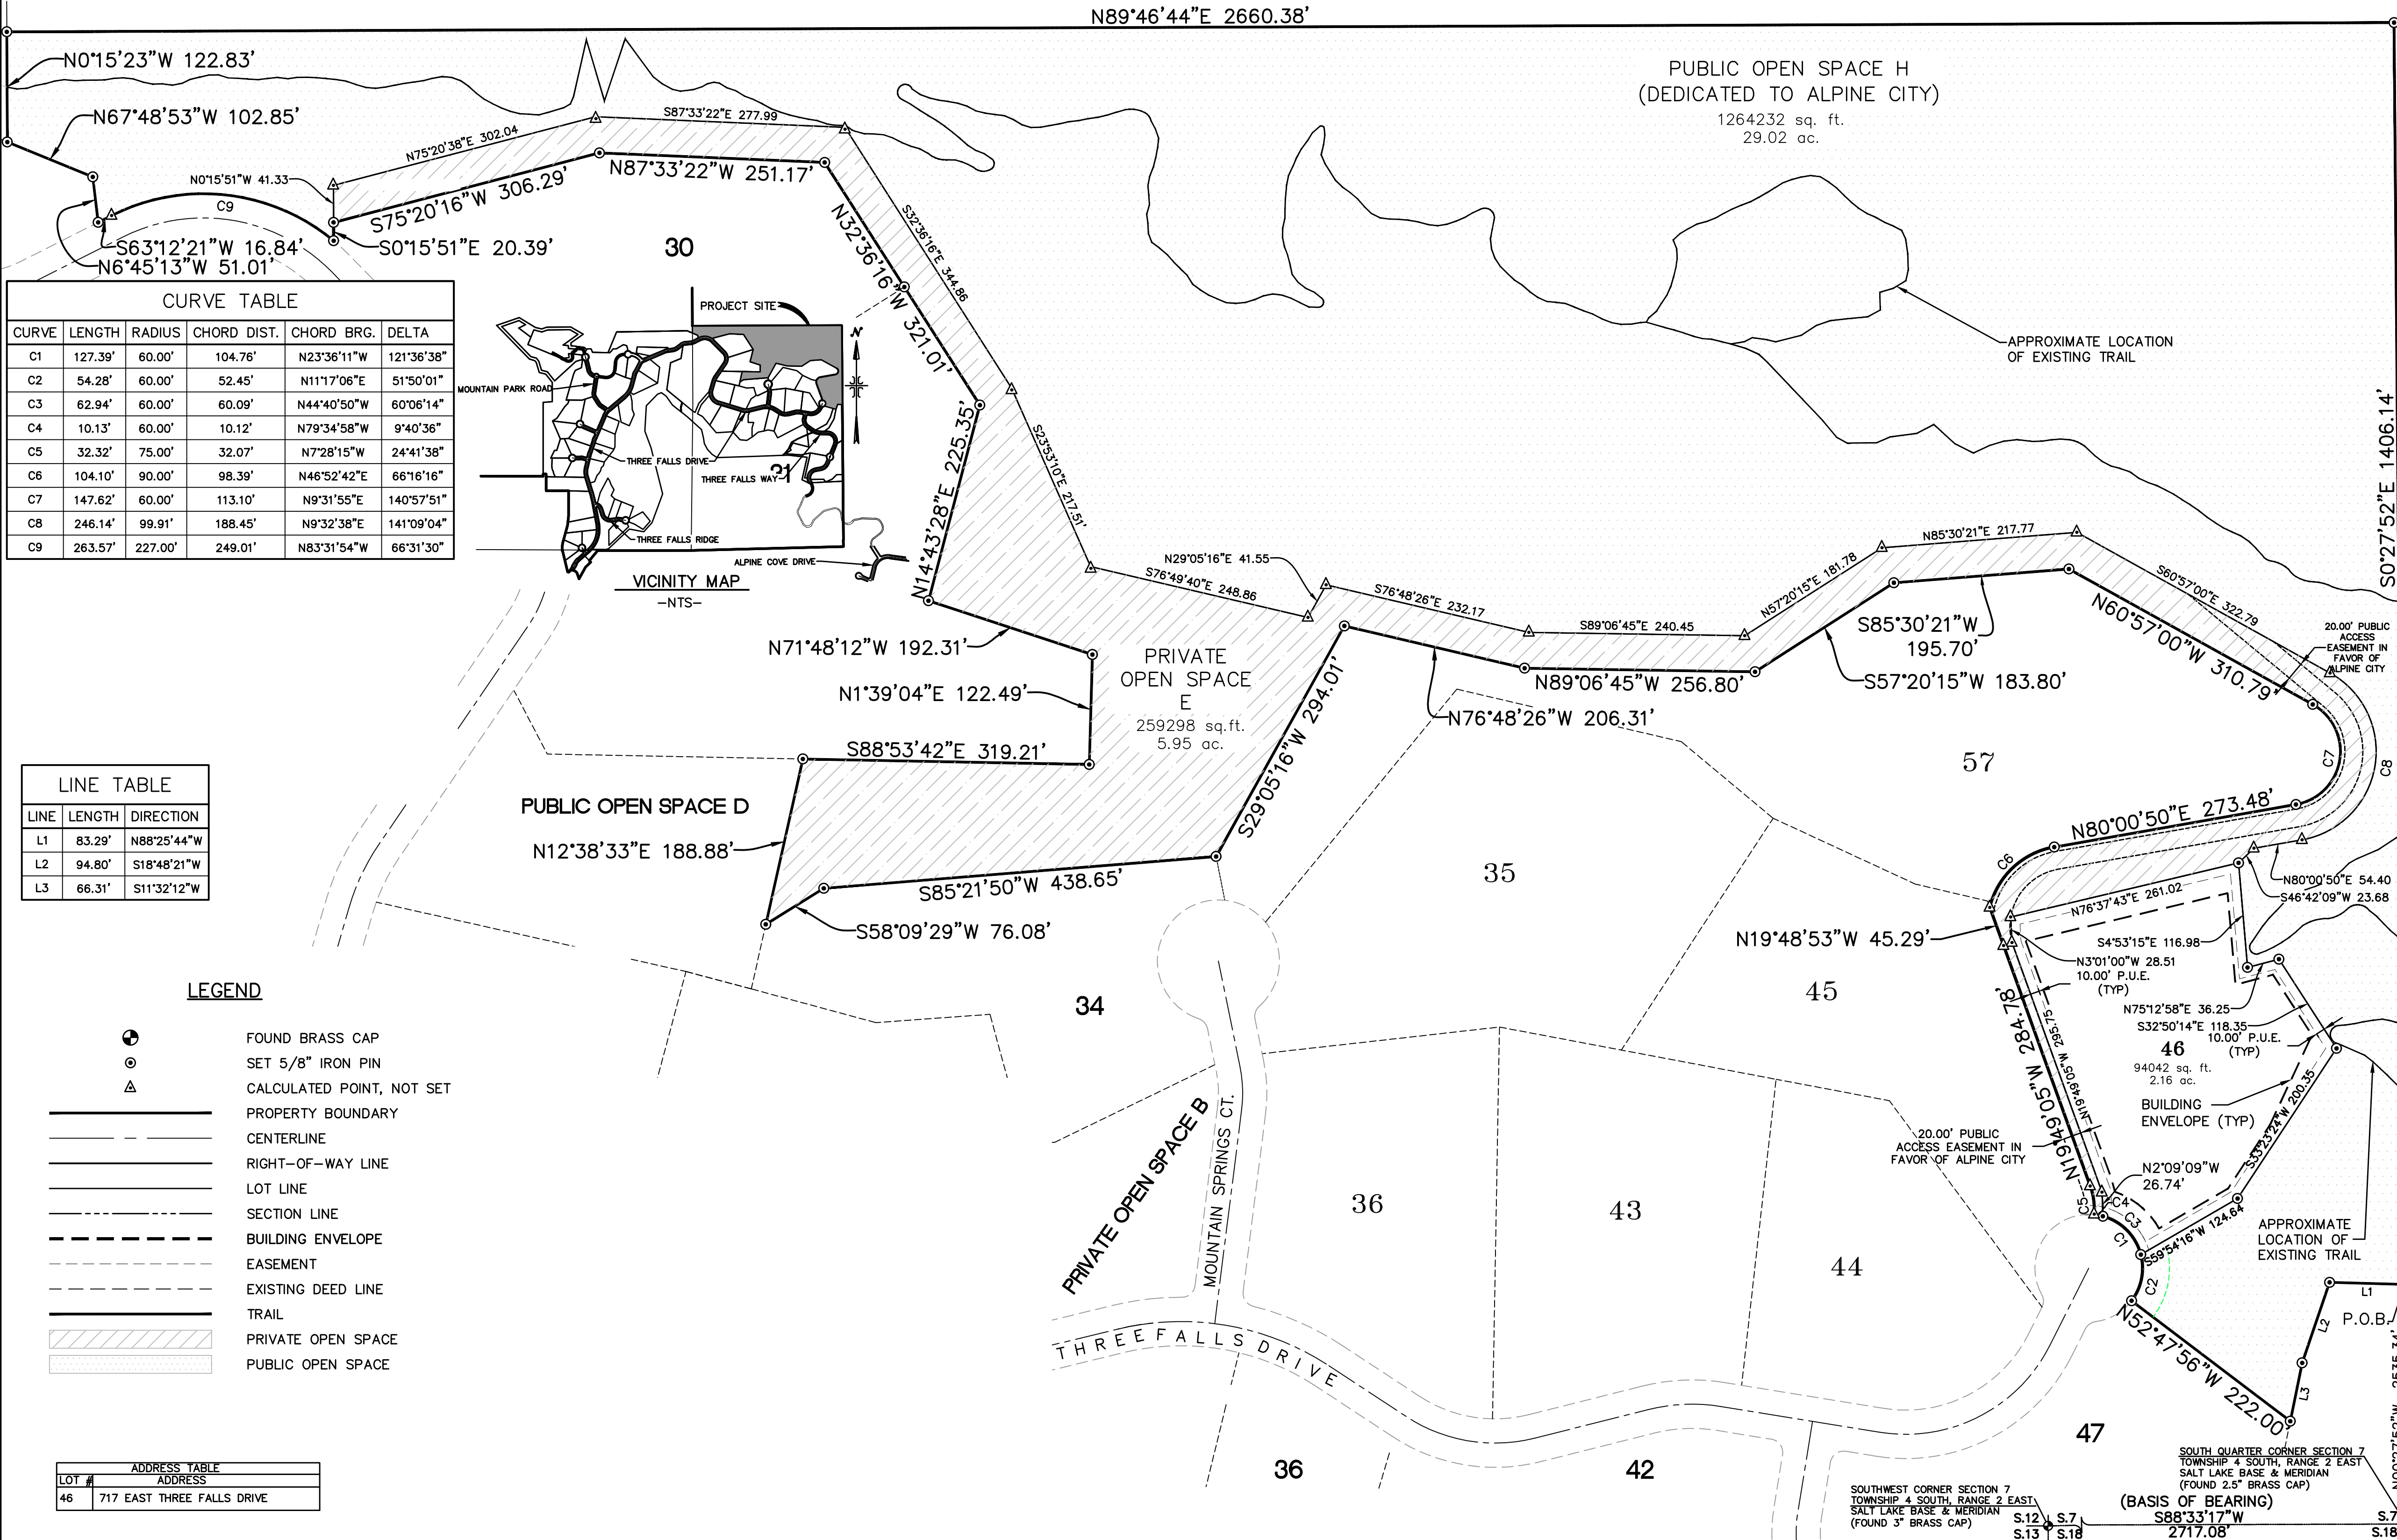 N89°46'44"E 2660.38'
N0°15'23"W 122.83'
N67°48'53"W 102.85'
N75°20'38"E 302.04
S87°33'22"E 277.99
PUBLIC OPEN SPACE H
(DEDICATED TO ALPINE CITY)
1264232 sq. ft.
29.02 ac.
N0°15'51"W 41.33
C9
S75°20'16"W 306.29'
N87°33'22"W 251.17'
N32°36'16"W 321.01'
S32°36'16"E 344.86
S63°12'21"W 16.84'
N6°45'13"W 51.01'
S0°15'51"E 20.39'
30
CURVE TABLE
CURVE LENGTH RADIUS CHORD DIST. CHORD BRG. DELTA
C1 127.39' 60.00' 104.76' N23°36'11"W 121°36'38"
C2 54.28' 60.00' 52.45' N11°17'06"E 51°50'01"
C3 62.94' 60.00' 60.09' N44°40'50"W 60°06'14"
C4 10.13' 60.00' 10.12' N79°34'58"W 9°40'36"
C5 32.32' 75.00' 32.07' N7°28'15"W 24°41'38"
C6 104.10' 90.00' 98.39' N46°52'42"E 66°16'16"
C7 147.62' 60.00' 113.10' N9°31'55"E 140°57'51"
C8 246.14' 99.91' 188.45' N9°32'38"E 141°09'04"
C9 263.57' 227.00' 249.01' N83°31'54"W 66°31'30"
PROJECT SITE
N
MOUNTAIN PARK ROAD
THREE FALLS DRIVE
31
THREE FALLS WAY
THREE FALLS RIDGE
ALPINE COVE DRIVE
VICINITY MAP
-NTS-
APPROXIMATE LOCATION
OF EXISTING TRAIL
S0°27'52"E 1406.14'
N14°43'28"E 225.35'
S23°53'10"E 217.51'
S76°49'40"E 248.86
N29°05'16"E 41.55
S76°48'26"E 232.17
S89°06'45"E 240.45
N57°20'15"E 181.78
N85°30'21"E 217.77
S60°57'00"E 322.79
N71°48'12"W 192.31'
N1°39'04"E 122.49'
S88°53'42"E 319.21'
PRIVATE
OPEN SPACE
E
259298 sq.ft.
5.95 ac.
S29°05'16"W 294.01'
N76°48'26"W 206.31'
N89°06'45"W 256.80'
S57°20'15"W 183.80'
S85°30'21"W
195.70'
N60°57'00"W 310.79'
20.00' PUBLIC
ACCESS
EASEMENT IN
FAVOR OF
ALPINE CITY
57
C7
C8
LINE TABLE
LINE LENGTH DIRECTION
L1 83.29' N88°25'44"W
L2 94.80' S18°48'21"W
L3 66.31' S11°32'12"W
PUBLIC OPEN SPACE D
N12°38'33"E 188.88'
S85°21'50"W 438.65'
S58°09'29"W 76.08'
35
C6
N80°00'50"E 273.48'
N80°00'50"E 54.40
S46°42'09"W 23.68
N76°37'43"E 261.02
N19°48'53"W 45.29'
S4°53'15"E 116.98
N3°01'00"W 28.51
10.00' P.U.E.
(TYP)
N75°12'58"E 36.25
S32°50'14"E 118.35
10.00' P.U.E.
(TYP)
46
94042 sq. ft.
2.16 ac.
BUILDING
ENVELOPE (TYP)
34
45
N19°49'05"W 284.78'
N19°49'05"W 295.75
S33°23'24"W 200.35
20.00' PUBLIC
ACCESS EASEMENT IN
FAVOR OF ALPINE CITY
N2°09'09"W
26.74'
C5
C4
C3
C1
C2
S59°54'16"W 124.64
APPROXIMATE
LOCATION OF
EXISTING TRAIL
L1
L2
L3
P.O.B.
N52°47'56"W 222.00'
LEGEND
FOUND BRASS CAP
SET 5/8" IRON PIN
CALCULATED POINT, NOT SET
PROPERTY BOUNDARY
CENTERLINE
RIGHT-OF-WAY LINE
LOT LINE
SECTION LINE
BUILDING ENVELOPE
EASEMENT
EXISTING DEED LINE
TRAIL
PRIVATE OPEN SPACE
PUBLIC OPEN SPACE
PRIVATE OPEN SPACE B
MOUNTAIN SPRINGS CT.
36
43
44
THREE FALLS DRIVE
36
42
47
ADDRESS TABLE
LOT # ADDRESS
46 717 EAST THREE FALLS DRIVE
SOUTH QUARTER CORNER SECTION 7
TOWNSHIP 4 SOUTH, RANGE 2 EAST
SALT LAKE BASE & MERIDIAN
(FOUND 2.5" BRASS CAP)
SOUTHWEST CORNER SECTION 7
TOWNSHIP 4 SOUTH, RANGE 2 EAST
SALT LAKE BASE & MERIDIAN
(FOUND 3" BRASS CAP)
(BASIS OF BEARING)
S88°33'17"W
2717.08'
S.12 S.7
S.13 S.18
S.7
S.18